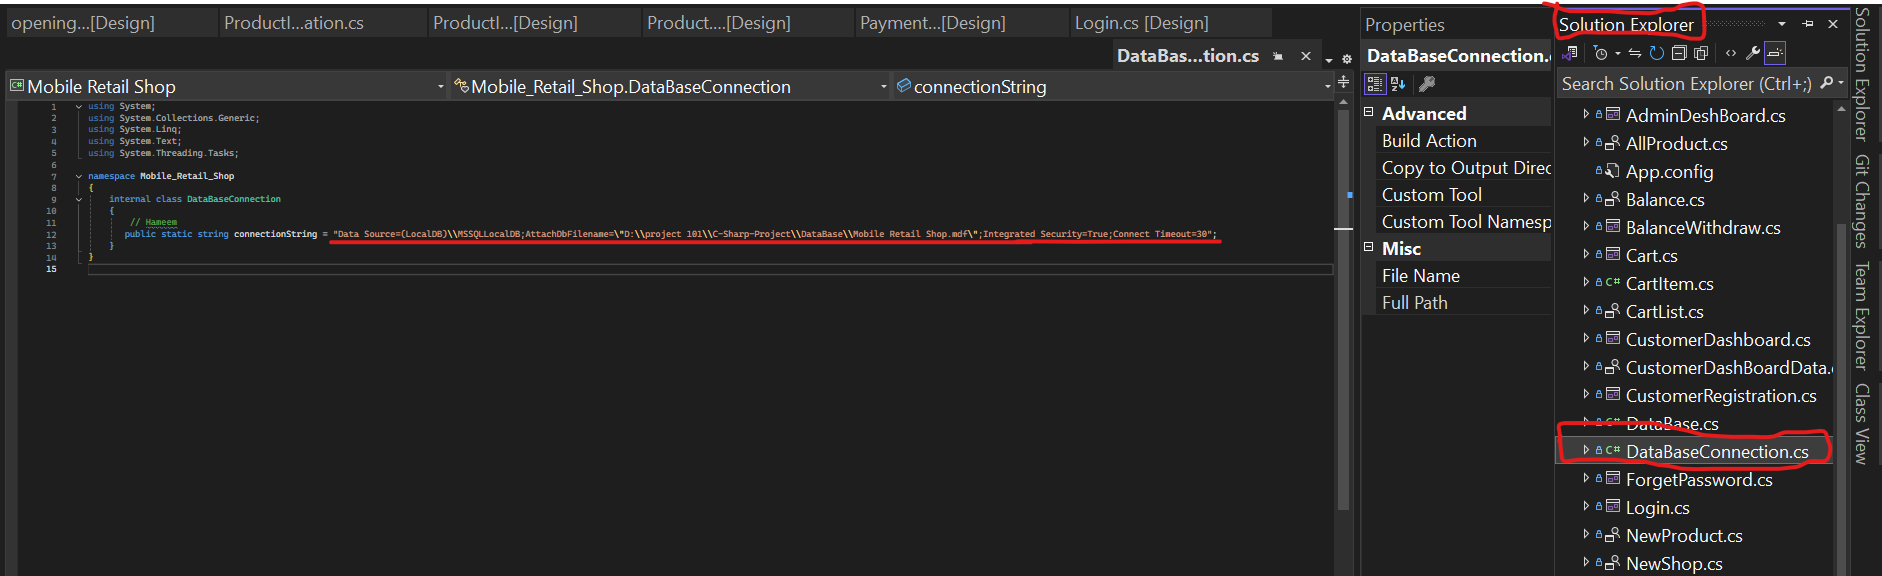 opening...[Design]
ProductI...ation.cs
ProductI...[Design]
Product....[Design]
Payment...[Design]
Login.cs [Design]
DataBas...tion.cs
C# Mobile Retail Shop
Mobile_Retail_Shop.DataBaseConnection
connectionString
1 using System;
2 using System.Collections.Generic;
3 using System.Linq;
4 using System.Text;
5 using System.Threading.Tasks;
6
7 namespace Mobile_Retail_Shop
8 {
9 internal class DataBaseConnection
10 {
11 // Hameem
12 public static string connectionString = "Data Source=(LocalDB)\\MSSQLLocalDB;AttachDbFilename=\"D:\\project 101\\C-Sharp-Project\\DataBase\\Mobile Retail Shop.mdf\";Integrated Security=True;Connect Timeout=30";
13 }
14 }
15
Properties
DataBaseConnection.
Advanced
Build Action
Copy to Output Direc
Custom Tool
Custom Tool Namesp
Misc
File Name
Full Path
Solution Explorer
Search Solution Explorer (Ctrl+;)
AdminDeshBoard.cs
AllProduct.cs
App.config
Balance.cs
BalanceWithdraw.cs
Cart.cs
C# CartItem.cs
CartList.cs
CustomerDashboard.cs
CustomerDashBoardData.
CustomerRegistration.cs
C# DataBase.cs
C# DataBaseConnection.cs
ForgetPassword.cs
Login.cs
NewProduct.cs
NewShop.cs
Solution Explorer
Git Changes
Team Explorer
Class View